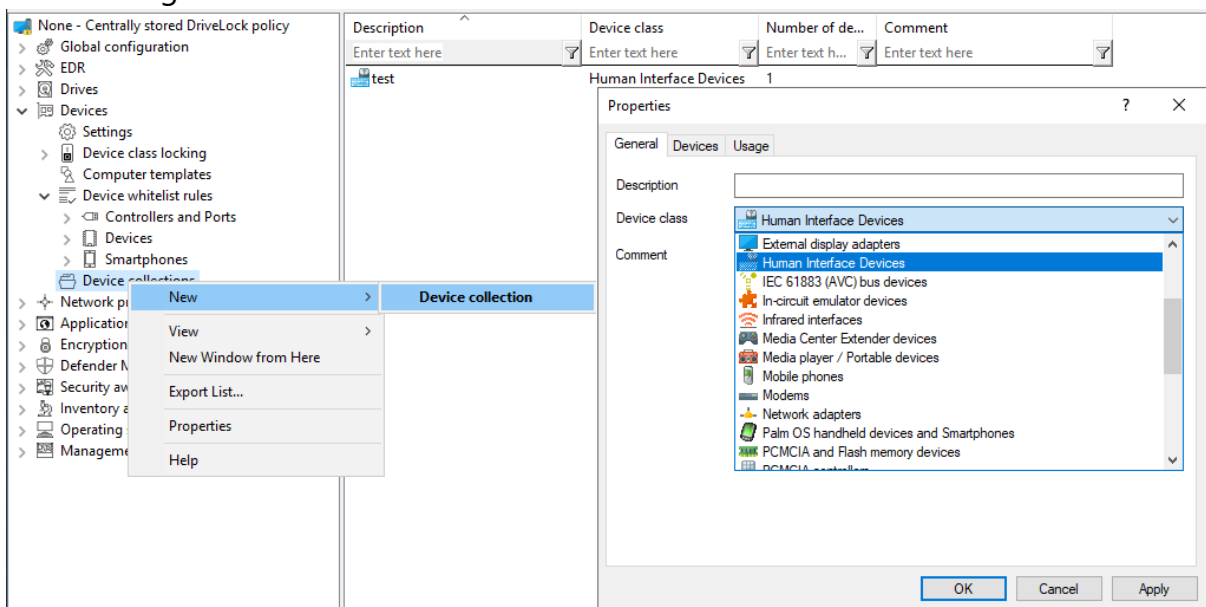 None - Centrally stored DriveLock policy
Global configuration
EDR
Drives
Devices
Settings
Device class locking
Computer templates
Device whitelist rules
Controllers and Ports
Devices
Smartphones
Device collections
Network p
Application
Encryption
Defender
Security aw
Inventory a
Operating
Manageme
New
View
New Window from Here
Export List...
Properties
Help
Device collection
Description Device class Number of de... Comment
Enter text here Enter text here Enter text h... Enter text here
test Human Interface Devices 1
Properties ?
General Devices Usage
Description
Device class Human Interface Devices
Comment
External display adapters
Human Interface Devices
IEC 61883 (AVC) bus devices
In-circuit emulator devices
Infrared interfaces
Media Center Extender devices
Media player / Portable devices
Mobile phones
Modems
Network adapters
Palm OS handheld devices and Smartphones
PCMCIA and Flash memory devices
PCMCIA controllers
OK Cancel Apply